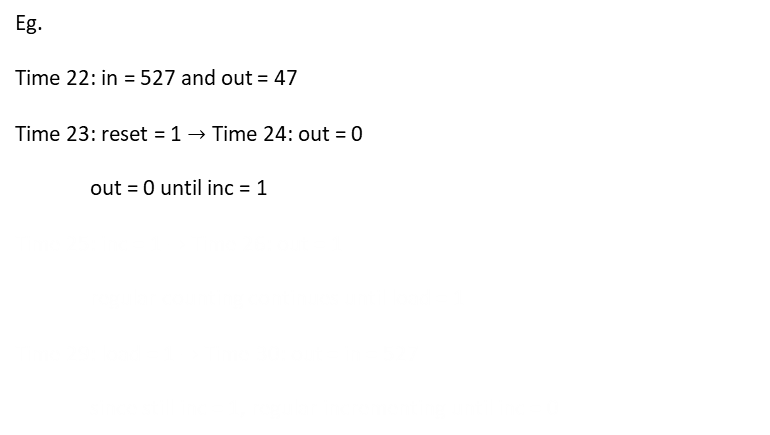 Eg.
Time 22: in = 527 and out = 47
Time 23: reset = 1 → Time 24: out = 0
out = 0 until inc = 1